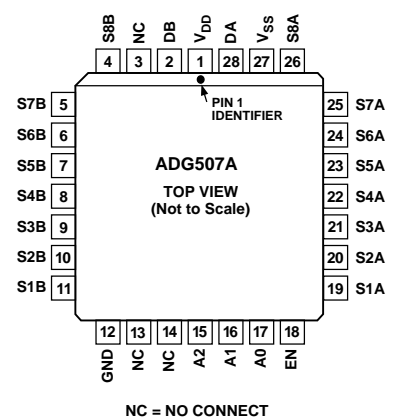 S8B NC DB VDD DA VSS S8A
4 3 2 1 28 27 26
PIN 1
IDENTIFIER
S7B 5 25 S7A
S6B 6 24 S6A
S5B 7 ADG507A 23 S5A
S4B 8 TOP VIEW 22 S4A
(Not to Scale)
S3B 9 21 S3A
S2B 10 20 S2A
S1B 11 19 S1A
12 13 14 15 16 17 18
GND NC NC A2 A1 A0 EN
NC = NO CONNECT